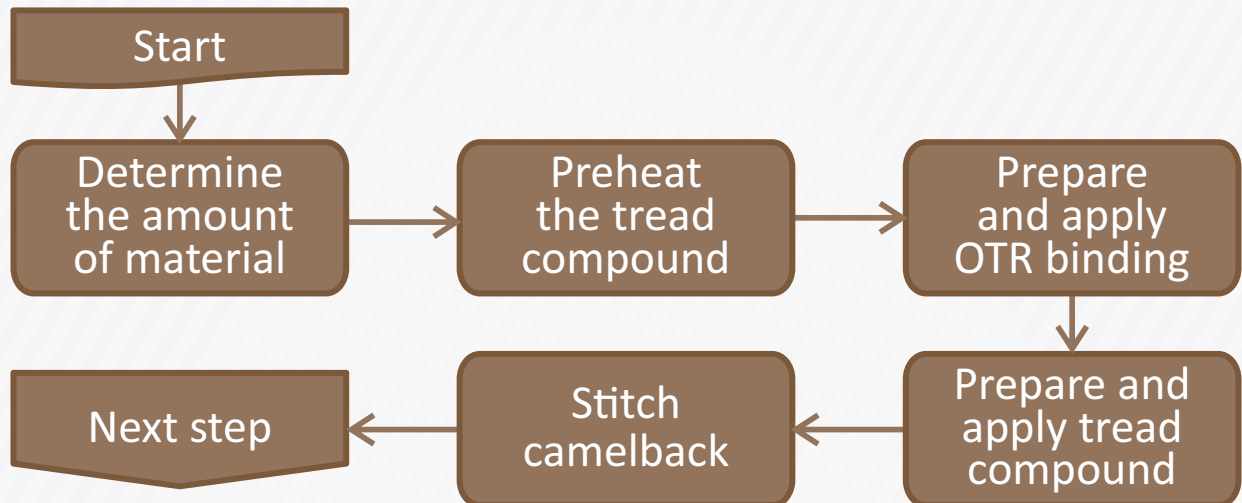 Start
Determine
the amount
of material
Preheat
the tread
compound
Prepare
and apply
OTR binding
Prepare and
apply tread
compound
Stitch
camelback
Next step